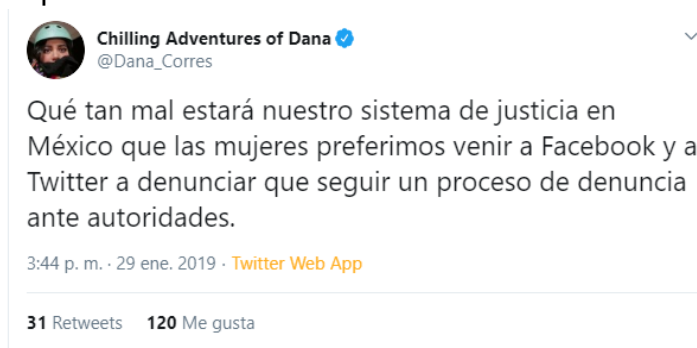 Chilling Adventures of Dana
@Dana_Corres
Qué tan mal estará nuestro sistema de justicia en
México que las mujeres preferimos venir a Facebook y a
Twitter a denunciar que seguir un proceso de denuncia
ante autoridades.
3:44 p. m. · 29 ene. 2019 · Twitter Web App
31 Retweets 120 Me gusta